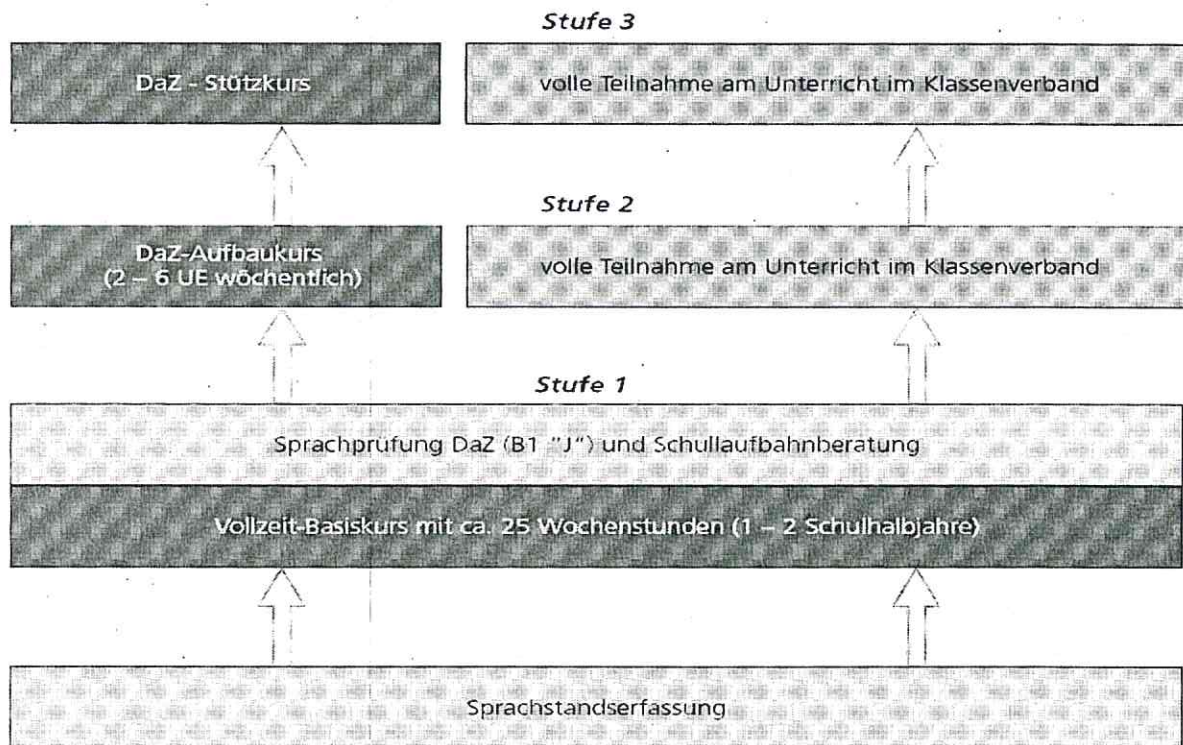 Stufe 3
DaZ - Stützkurs
volle Teilnahme am Unterricht im Klassenverband
Stufe 2
DaZ-Aufbaukurs
(2 – 6 UE wöchentlich)
volle Teilnahme am Unterricht im Klassenverband
Stufe 1
Sprachprüfung DaZ (B1 "J") und Schullaufbahnberatung
Vollzeit-Basiskurs mit ca. 25 Wochenstunden (1 – 2 Schulhalbjahre)
Sprachstandserfassung